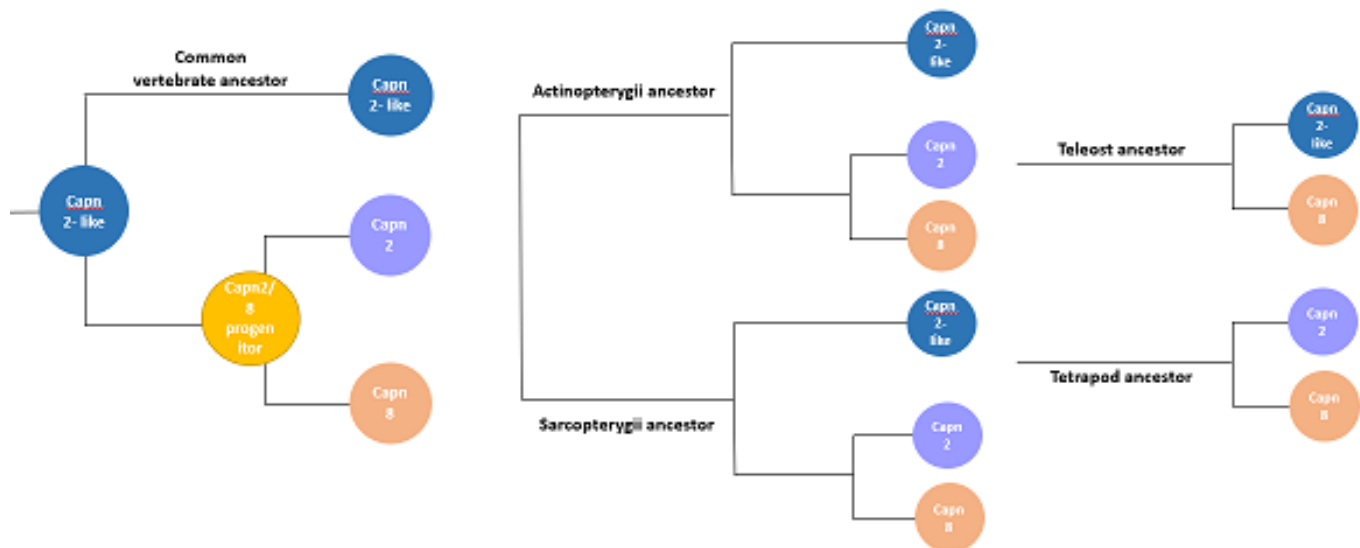 Common
vertebrate ancestor
Capn
2- like
Capn
2- like
Capn
2
Capn2/
8
progen
itor
Capn
8
Actinopterygii ancestor
Capn
2-
like
Capn
2
Capn
8
Sarcopterygii ancestor
Capn
2-
like
Capn
2
Capn
8
Teleost ancestor
Capn
2-
like
Capn
8
Tetrapod ancestor
Capn
2
Capn
8